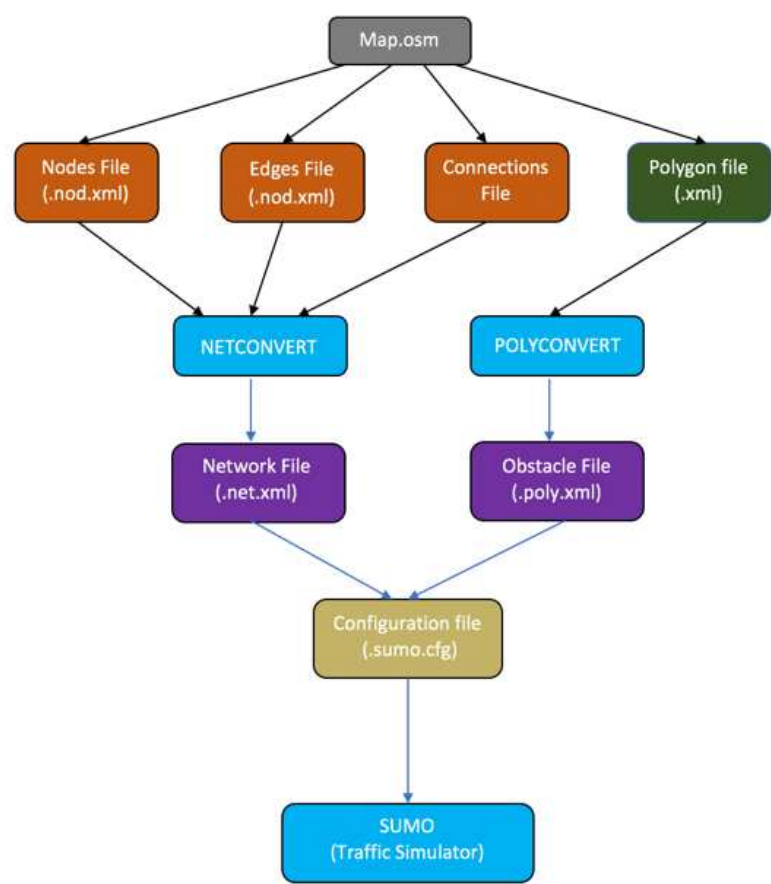 Map.osm
Nodes File
(.nod.xml)
Edges File
(.nod.xml)
Connections
File
Polygon file
(.xml)
NETCONVERT
POLYCONVERT
Network File
(.net.xml)
Obstacle File
(.poly.xml)
Configuration file
(.sumo.cfg)
SUMO
(Traffic Simulator)